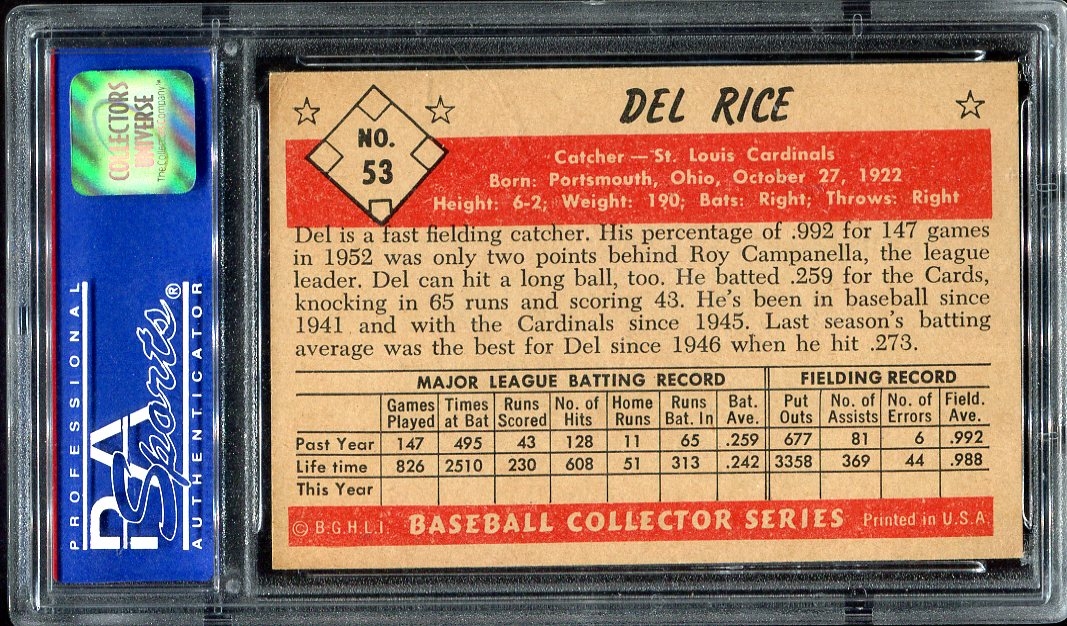 COLLECTORS
UNIVERSE
The Collectible Company™
PROFESSIONAL
PSA
Sports®
AUTHENTICATOR
DEL RICE
NO.
53
Catcher — St. Louis Cardinals
Born: Portsmouth, Ohio, October 27, 1922
Height: 6-2; Weight: 190; Bats: Right; Throws: Right
Del is a fast fielding catcher. His percentage of .992 for 147 games
in 1952 was only two points behind Roy Campanella, the league
leader. Del can hit a long ball, too. He batted .259 for the Cards,
knocking in 65 runs and scoring 43. He's been in baseball since
1941 and with the Cardinals since 1945. Last season's batting
average was the best for Del since 1946 when he hit .273.
MAJOR LEAGUE BATTING RECORD FIELDING RECORD
Games Times Runs No. of Home Runs Bat. Put No. of No. of Field.
Played at Bat Scored Hits Runs Bat. In Ave. Outs Assists Errors Ave.
Past Year 147 495 43 128 11 65 .259 677 81 6 .992
Life time 826 2510 230 608 51 313 .242 3358 369 44 .988
This Year
© B·G·H·L·I· BASEBALL COLLECTOR SERIES Printed in U.S.A.